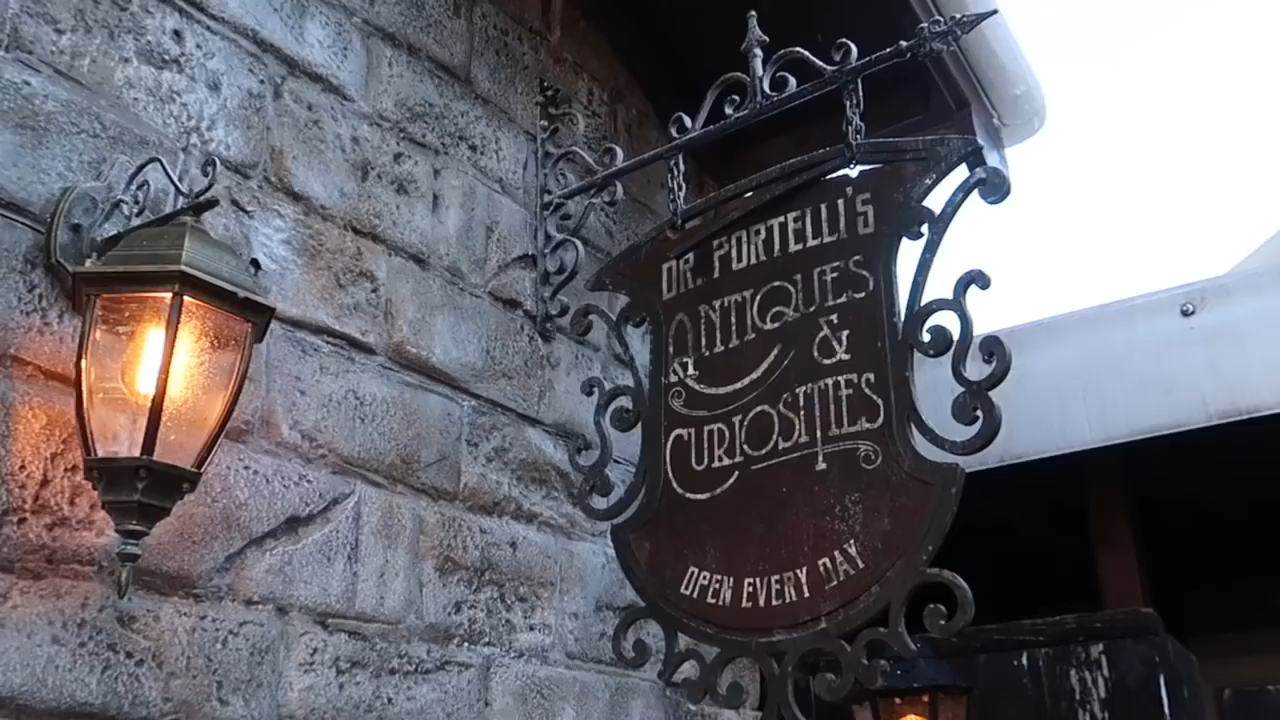 DR. PORTELLI'S
ANTIQUES
&
CURIOSITIES
OPEN EVERY DAY